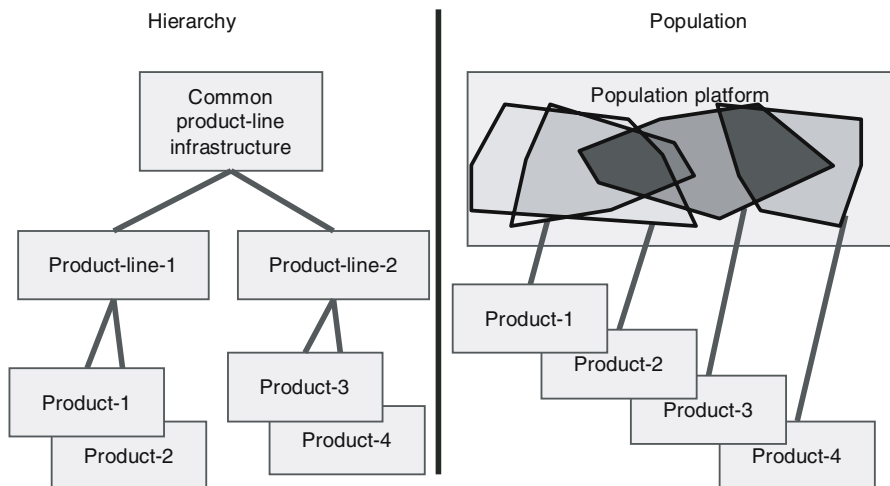 Hierarchy
Common
product-line
infrastructure
Product-line-1
Product-line-2
Product-1
Product-2
Product-3
Product-4
Population
Population platform
Product-1
Product-2
Product-3
Product-4